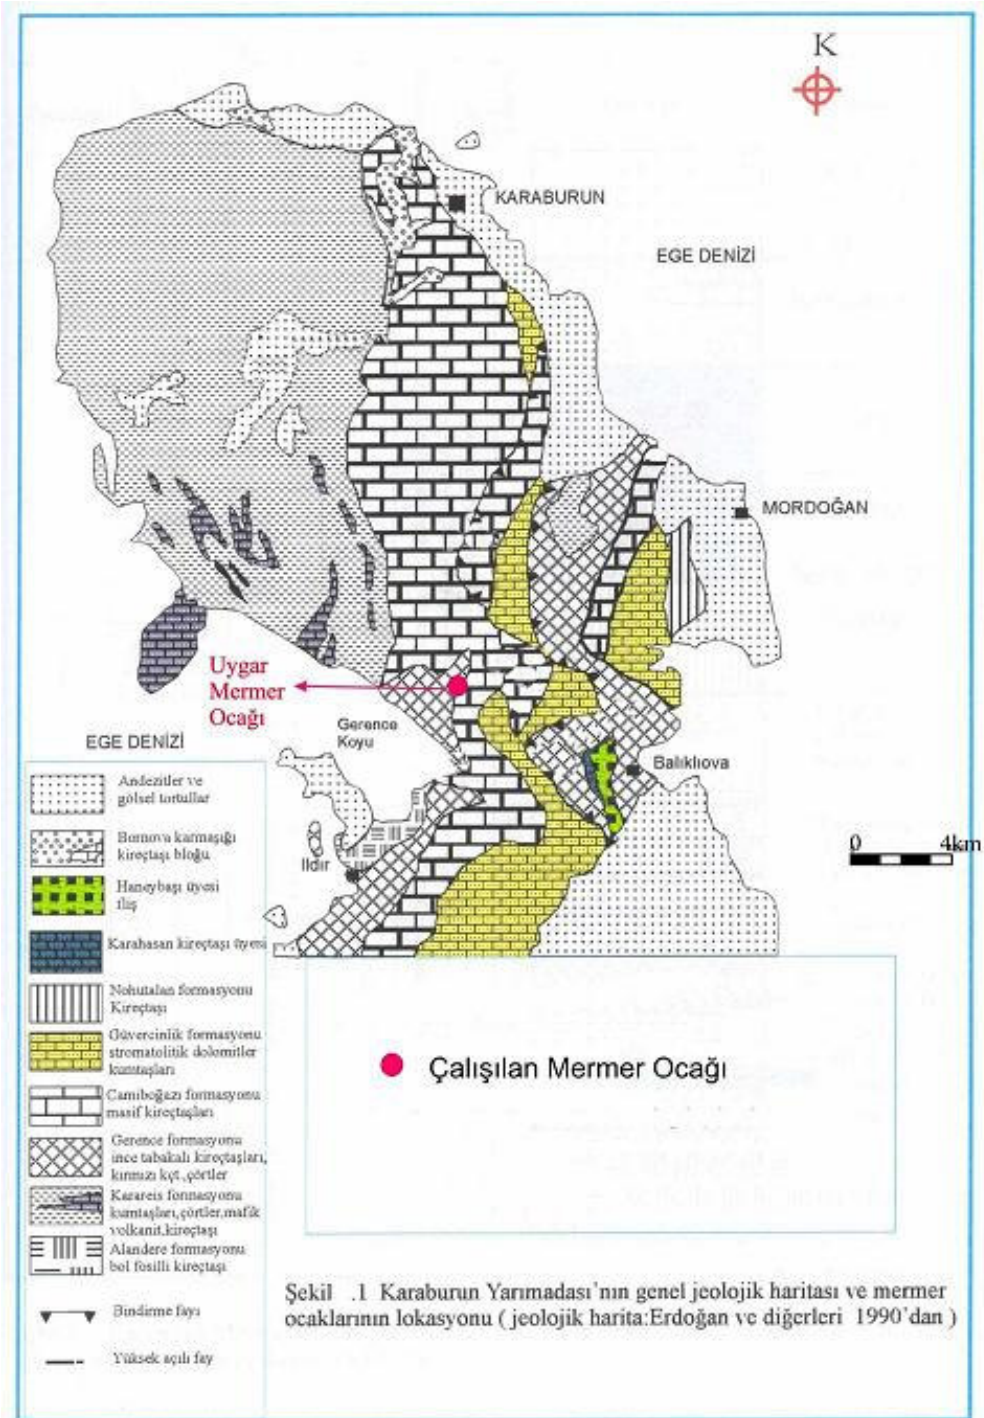 K
KARABURUN
EGE DENİZİ
MORDOĞAN
Uygar
Mermer
Ocağı
Gerence
Koyu
EGE DENİZİ
Balıklıova
Ildır
0 4km
Andezitler ve
gölsel tortullar
Bornova karmaşığı
kireçtaşı bloğu
Haneybaşı üyesi
fliş
Karahasan kireçtaşı üyesi
Nohutalan formasyonu
Kireçtaşı
Güvercinlik formasyonu
stromatolitik dolomitler
kumtaşları
Camiboğazı formasyonu
masif kireçtaşları
Gerence formasyonu
ince tabakalı kireçtaşları,
kırmızı kçt.,çörtler
Karareis formasyonu
kumtaşları,çörtler,mafik
volkanit,kireçtaşı
Alandere formasyonu
bol fosilli kireçtaşı
Bindirme fayı
Yüksek açılı fay
Çalışılan Mermer Ocağı
Şekil .1 Karaburun Yarımadası'nın genel jeolojik haritası ve mermer
ocaklarının lokasyonu ( jeolojik harita:Erdoğan ve diğerleri 1990'dan )